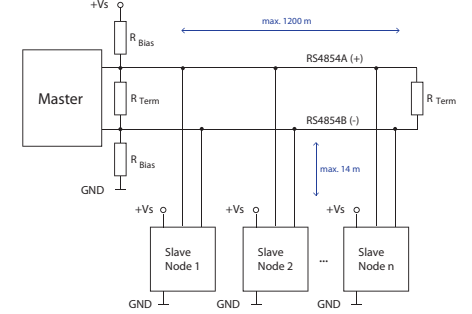 +Vs
R Bias
max. 1200 m
RS4854A (+)
Master
R Term
R Term
RS4854B (-)
R Bias
max. 14 m
GND
+Vs
+Vs
+Vs
Slave
Node 1
Slave
Node 2
...
Slave
Node n
GND
GND
GND